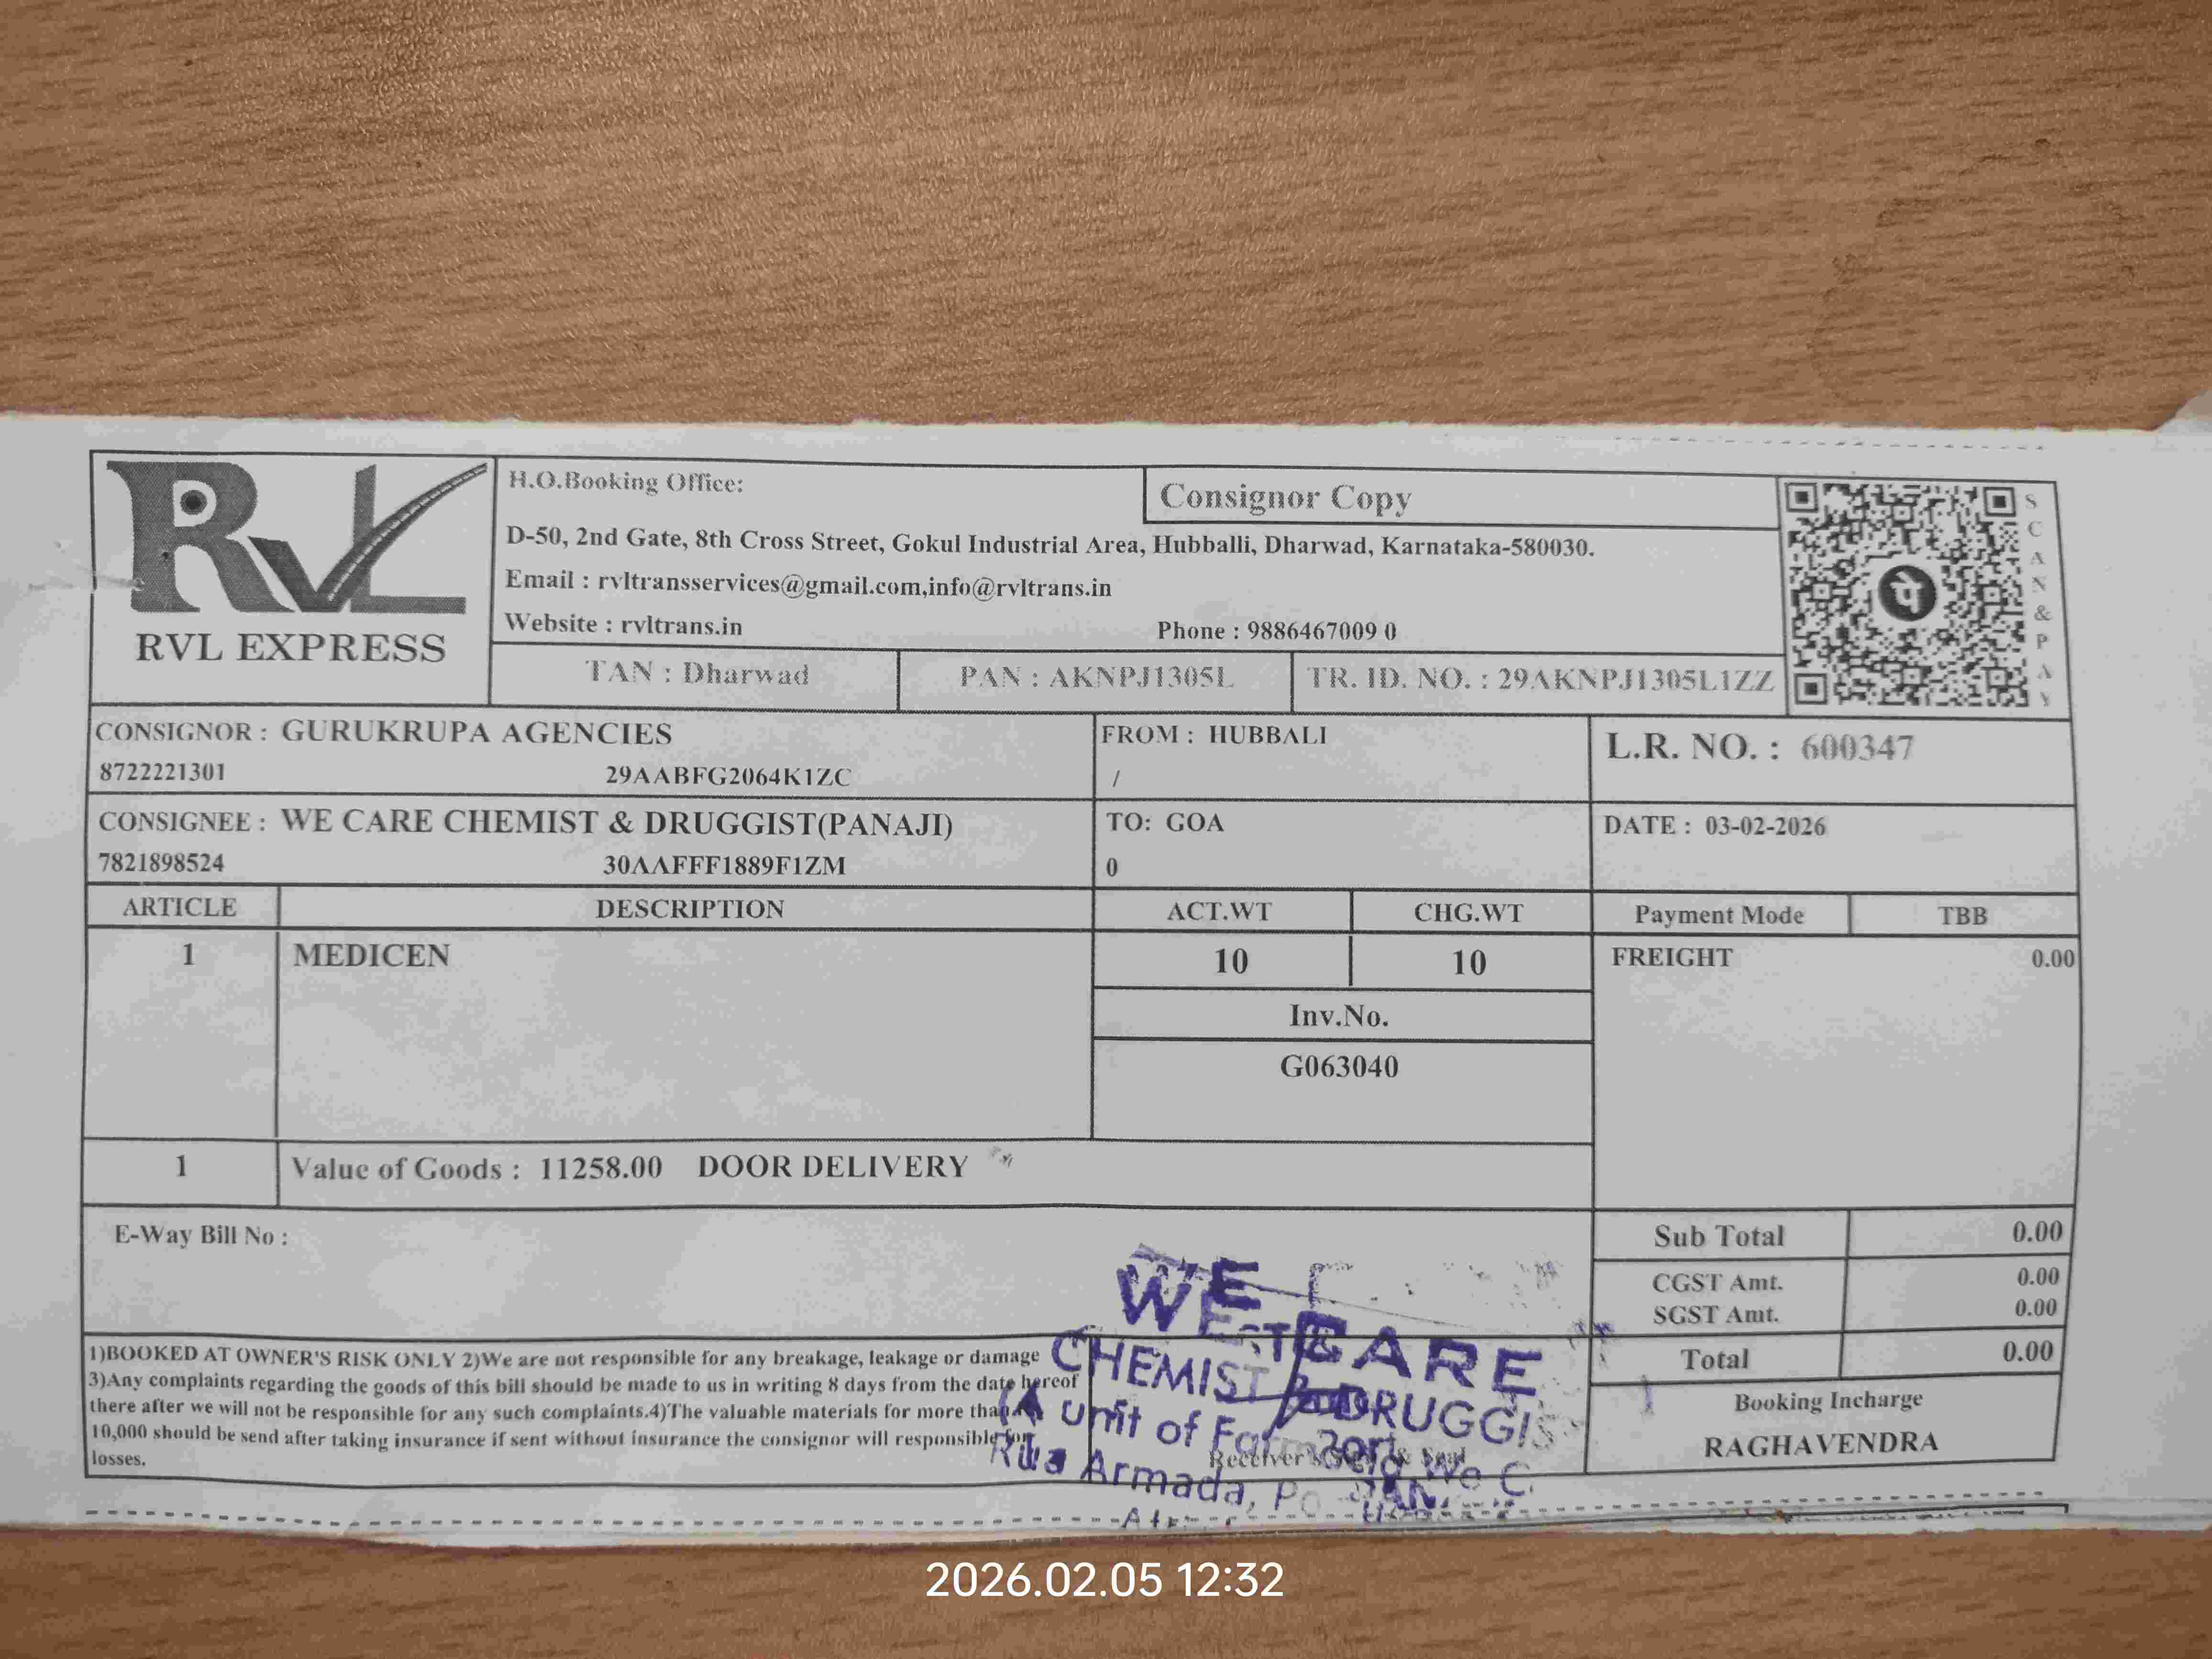 RVL
RVL EXPRESS
H.O.Booking Office:
Consignor Copy
D-50, 2nd Gate, 8th Cross Street, Gokul Industrial Area, Hubballi, Dharwad, Karnataka-580030.
Email : rvltransservices@gmail.com,info@rvltrans.in
Website : rvltrans.in Phone : 9886467009 0
TAN : Dharwad PAN : AKNPJ1305L TR. ID. NO. : 29AKNPJ1305L1ZZ
पे
SCAN & PAY
CONSIGNOR : GURUKRUPA AGENCIES
8722221301 29AABFG2064K1ZC
FROM : HUBBALI
/
L.R. NO. : 600347
CONSIGNEE : WE CARE CHEMIST & DRUGGIST(PANAJI)
7821898524 30AAFFF1889F1ZM
TO: GOA
0
DATE : 03-02-2026
ARTICLE DESCRIPTION ACT.WT CHG.WT Payment Mode TBB
1 MEDICEN 10 10 FREIGHT 0.00
Inv.No.
G063040
1 Value of Goods : 11258.00 DOOR DELIVERY
E-Way Bill No :
Sub Total 0.00
CGST Amt. 0.00
SGST Amt. 0.00
Total 0.00
1)BOOKED AT OWNER'S RISK ONLY 2)We are not responsible for any breakage, leakage or damage
3)Any complaints regarding the goods of this bill should be made to us in writing 8 days from the date hereof
there after we will not be responsible for any such complaints.4)The valuable materials for more than
10,000 should be send after taking insurance if sent without insurance the consignor will responsible for
losses.
WE CARE
CHEMIST
unit of
Rua Armada,
Booking Incharge
RAGHAVENDRA
2026.02.05 12:32